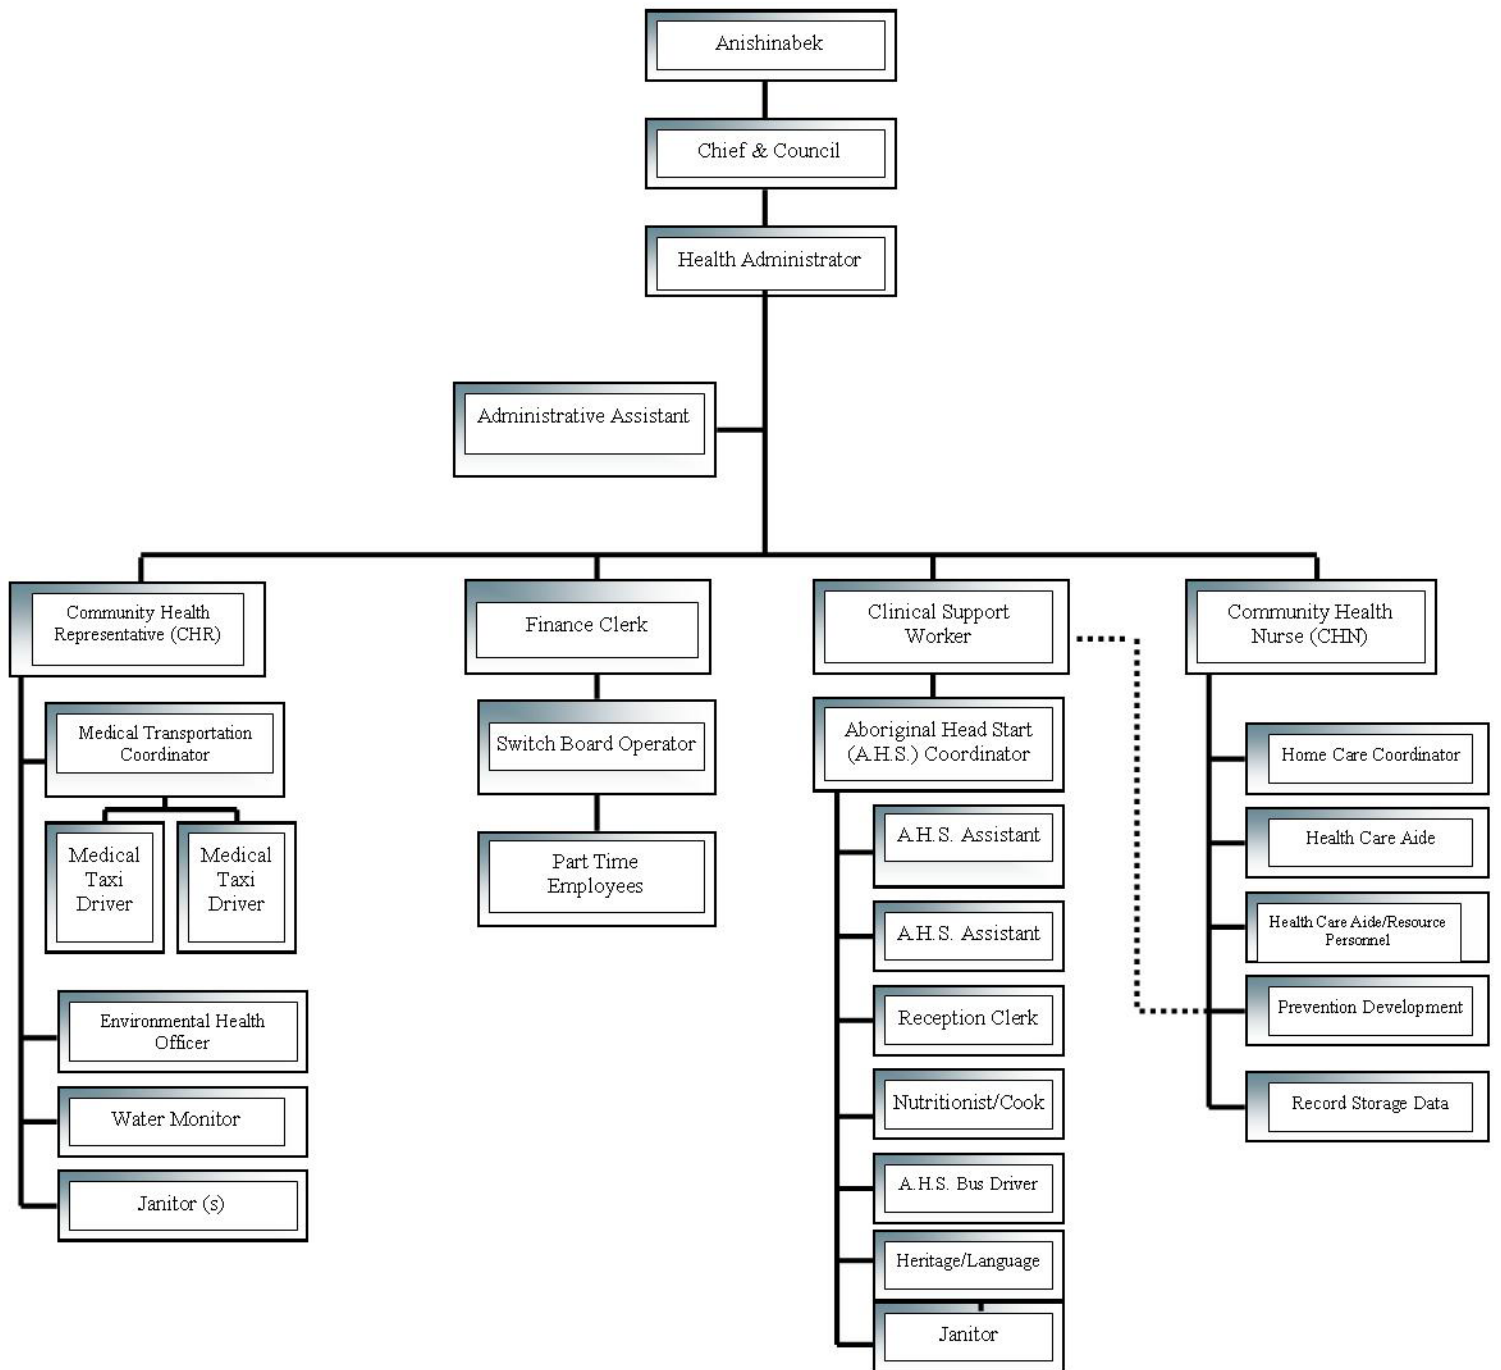 Anishinabek
Chief & Council
Health Administrator
Administrative Assistant
Community Health
Representative (CHR)
Medical Transportation
Coordinator
Medical
Taxi
Driver
Medical
Taxi
Driver
Environmental Health
Officer
Water Monitor
Janitor (s)
Finance Clerk
Switch Board Operator
Part Time
Employees
Clinical Support
Worker
Aboriginal Head Start
(A.H.S.) Coordinator
A.H.S. Assistant
A.H.S. Assistant
Reception Clerk
Nutritionist/Cook
A.H.S. Bus Driver
Heritage/Language
Janitor
Community Health
Nurse (CHN)
Home Care Coordinator
Health Care Aide
Health Care Aide/Resource
Personnel
Prevention Development
Record Storage Data